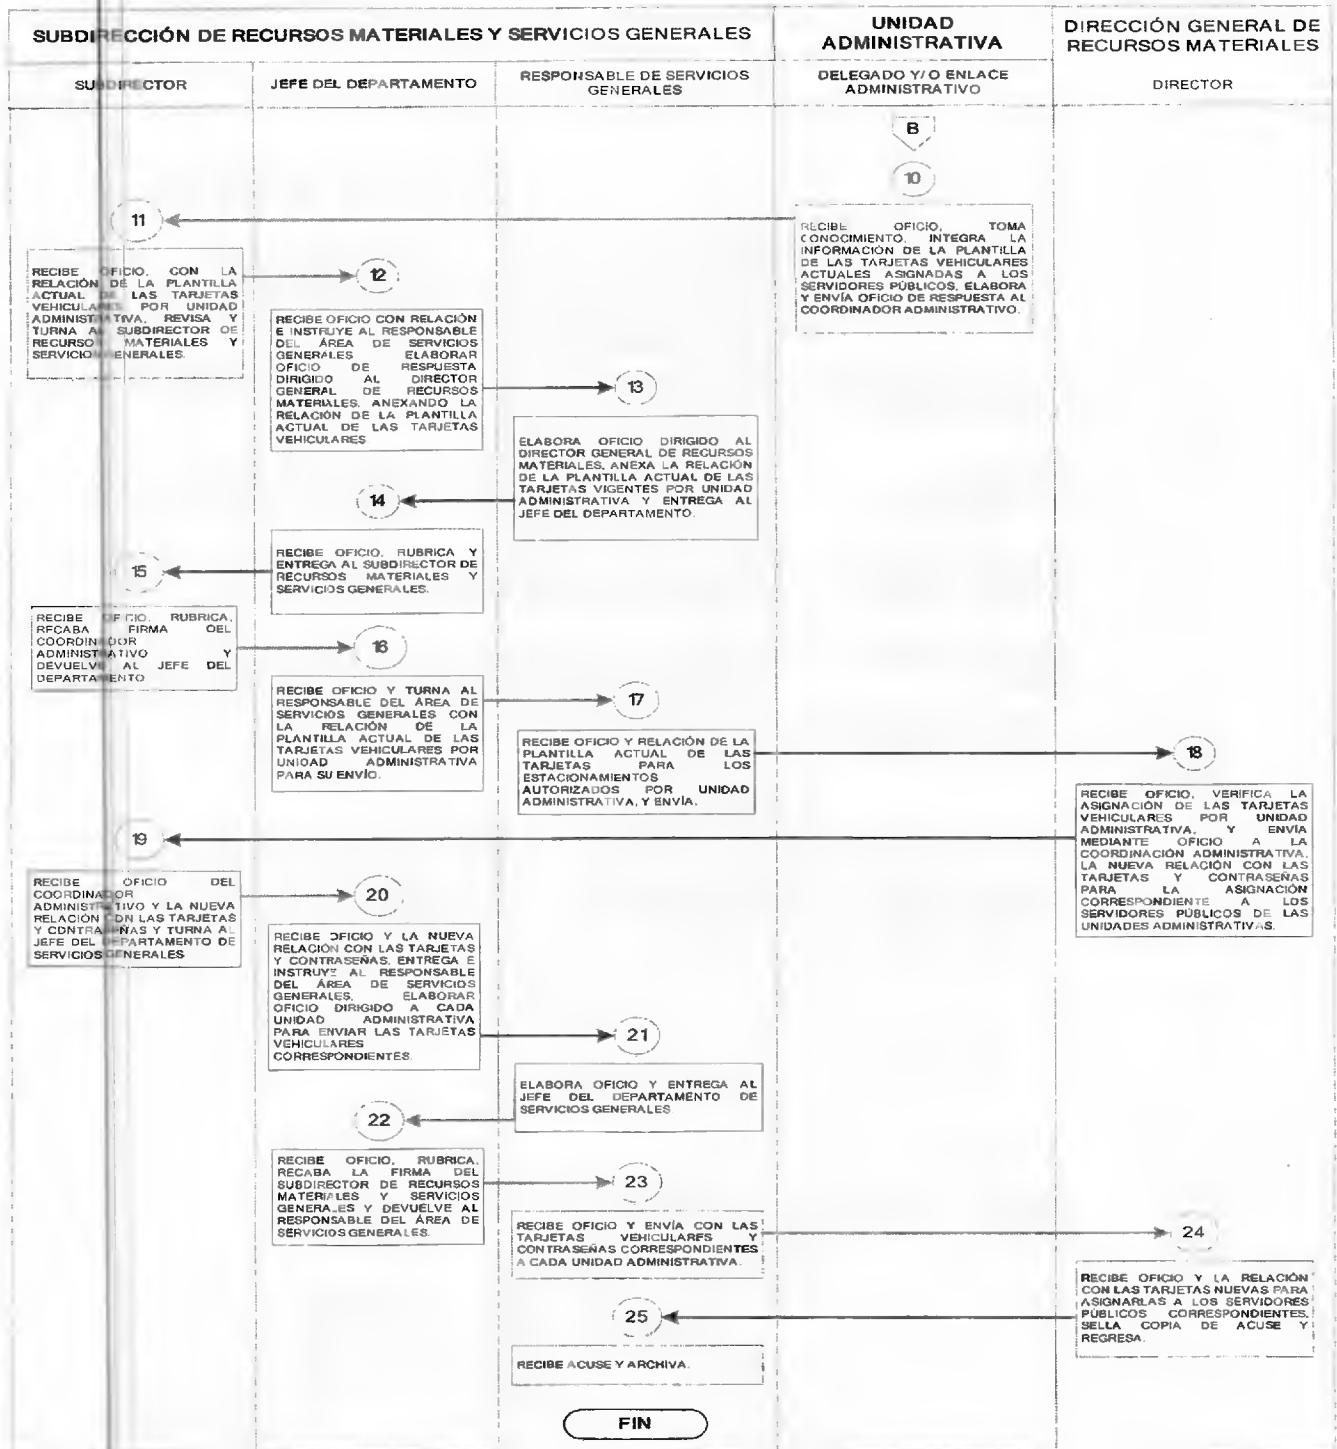 SUBDIRECCIÓN DE RECURSOS MATERIALES Y SERVICIOS GENERALES
UNIDAD
ADMINISTRATIVA
DIRECCIÓN GENERAL DE
RECURSOS MATERIALES
SUBDIRECTOR
JEFE DEL DEPARTAMENTO
RESPONSABLE DE SERVICIOS
GENERALES
DELEGADO Y/O ENLACE
ADMINISTRATIVO
DIRECTOR
B
10
RECIBE OFICIO, TOMA
CONOCIMIENTO, INTEGRA LA
INFORMACIÓN DE LA PLANTILLA
DE LAS TARJETAS VEHICULARES
ACTUALES ASIGNADAS A LOS
SERVIDORES PÚBLICOS, ELABORA
Y ENVÍA OFICIO DE RESPUESTA AL
COORDINADOR ADMINISTRATIVO.
11
RECIBE OFICIO, CON LA
RELACIÓN DE LA PLANTILLA
ACTUAL DE LAS TARJETAS
VEHICULARES POR UNIDAD
ADMINISTRATIVA, REVISA Y
TURNA AL SUBDIRECTOR DE
RECURSOS MATERIALES Y
SERVICIOS GENERALES.
12
RECIBE OFICIO CON RELACIÓN
E INSTRUYE AL RESPONSABLE
DEL ÁREA DE SERVICIOS
GENERALES ELABORAR
OFICIO DE RESPUESTA
DIRIGIDO AL DIRECTOR
GENERAL DE RECURSOS
MATERIALES, ANEXANDO LA
RELACIÓN DE LA PLANTILLA
ACTUAL DE LAS TARJETAS
VEHICULARES
13
ELABORA OFICIO DIRIGIDO AL
DIRECTOR GENERAL DE RECURSOS
MATERIALES, ANEXA LA RELACIÓN
DE LA PLANTILLA ACTUAL DE LAS
TARJETAS VIGENTES POR UNIDAD
ADMINISTRATIVA Y ENTREGA AL
JEFE DEL DEPARTAMENTO.
14
RECIBE OFICIO, RUBRICA Y
ENTREGA AL SUBDIRECTOR DE
RECURSOS MATERIALES Y
SERVICIOS GENERALES.
15
RECIBE OFICIO, RUBRICA,
RECABA FIRMA DEL
COORDINADOR
ADMINISTRATIVO Y
DEVUELVE AL JEFE DEL
DEPARTAMENTO
16
RECIBE OFICIO Y TURNA AL
RESPONSABLE DEL ÁREA DE
SERVICIOS GENERALES CON
LA RELACIÓN DE LA
PLANTILLA ACTUAL DE LAS
TARJETAS VEHICULARES POR
UNIDAD ADMINISTRATIVA
PARA SU ENVÍO.
17
RECIBE OFICIO Y RELACIÓN DE LA
PLANTILLA ACTUAL DE LAS
TARJETAS PARA LOS
ESTACIONAMIENTOS
AUTORIZADOS POR UNIDAD
ADMINISTRATIVA, Y ENVÍA.
18
RECIBE OFICIO, VERIFICA LA
ASIGNACIÓN DE LAS TARJETAS
VEHICULARES POR UNIDAD
ADMINISTRATIVA, Y ENVÍA
MEDIANTE OFICIO A LA
COORDINACIÓN ADMINISTRATIVA,
LA NUEVA RELACIÓN CON LAS
TARJETAS Y CONTRASEÑAS
PARA LA ASIGNACIÓN
CORRESPONDIENTE A LOS
SERVIDORES PÚBLICOS DE LAS
UNIDADES ADMINISTRATIVAS.
19
RECIBE OFICIO DEL
COORDINADOR
ADMINISTRATIVO Y LA NUEVA
RELACIÓN CON LAS TARJETAS
Y CONTRASEÑAS Y TURNA AL
JEFE DEL DEPARTAMENTO DE
SERVICIOS GENERALES
20
RECIBE OFICIO Y LA NUEVA
RELACIÓN CON LAS TARJETAS
Y CONTRASEÑAS, ENTREGA E
INSTRUYE AL RESPONSABLE
DEL ÁREA DE SERVICIOS
GENERALES, ELABORAR
OFICIO DIRIGIDO A CADA
UNIDAD ADMINISTRATIVA
PARA ENVIAR LAS TARJETAS
VEHICULARES
CORRESPONDIENTES.
21
ELABORA OFICIO Y ENTREGA AL
JEFE DEL DEPARTAMENTO DE
SERVICIOS GENERALES
22
RECIBE OFICIO, RUBRICA,
RECABA LA FIRMA DEL
SUBDIRECTOR DE RECURSOS
MATERIALES Y SERVICIOS
GENERALES Y DEVUELVE AL
RESPONSABLE DEL ÁREA DE
SERVICIOS GENERALES.
23
RECIBE OFICIO Y ENVÍA CON LAS
TARJETAS VEHICULARES Y
CONTRASEÑAS CORRESPONDIENTES
A CADA UNIDAD ADMINISTRATIVA.
24
RECIBE OFICIO Y LA RELACIÓN
CON LAS TARJETAS NUEVAS PARA
ASIGNARLAS A LOS SERVIDORES
PÚBLICOS CORRESPONDIENTES,
SELLA COPIA DE ACUSE Y
REGRESA.
25
RECIBE ACUSE Y ARCHIVA.
FIN